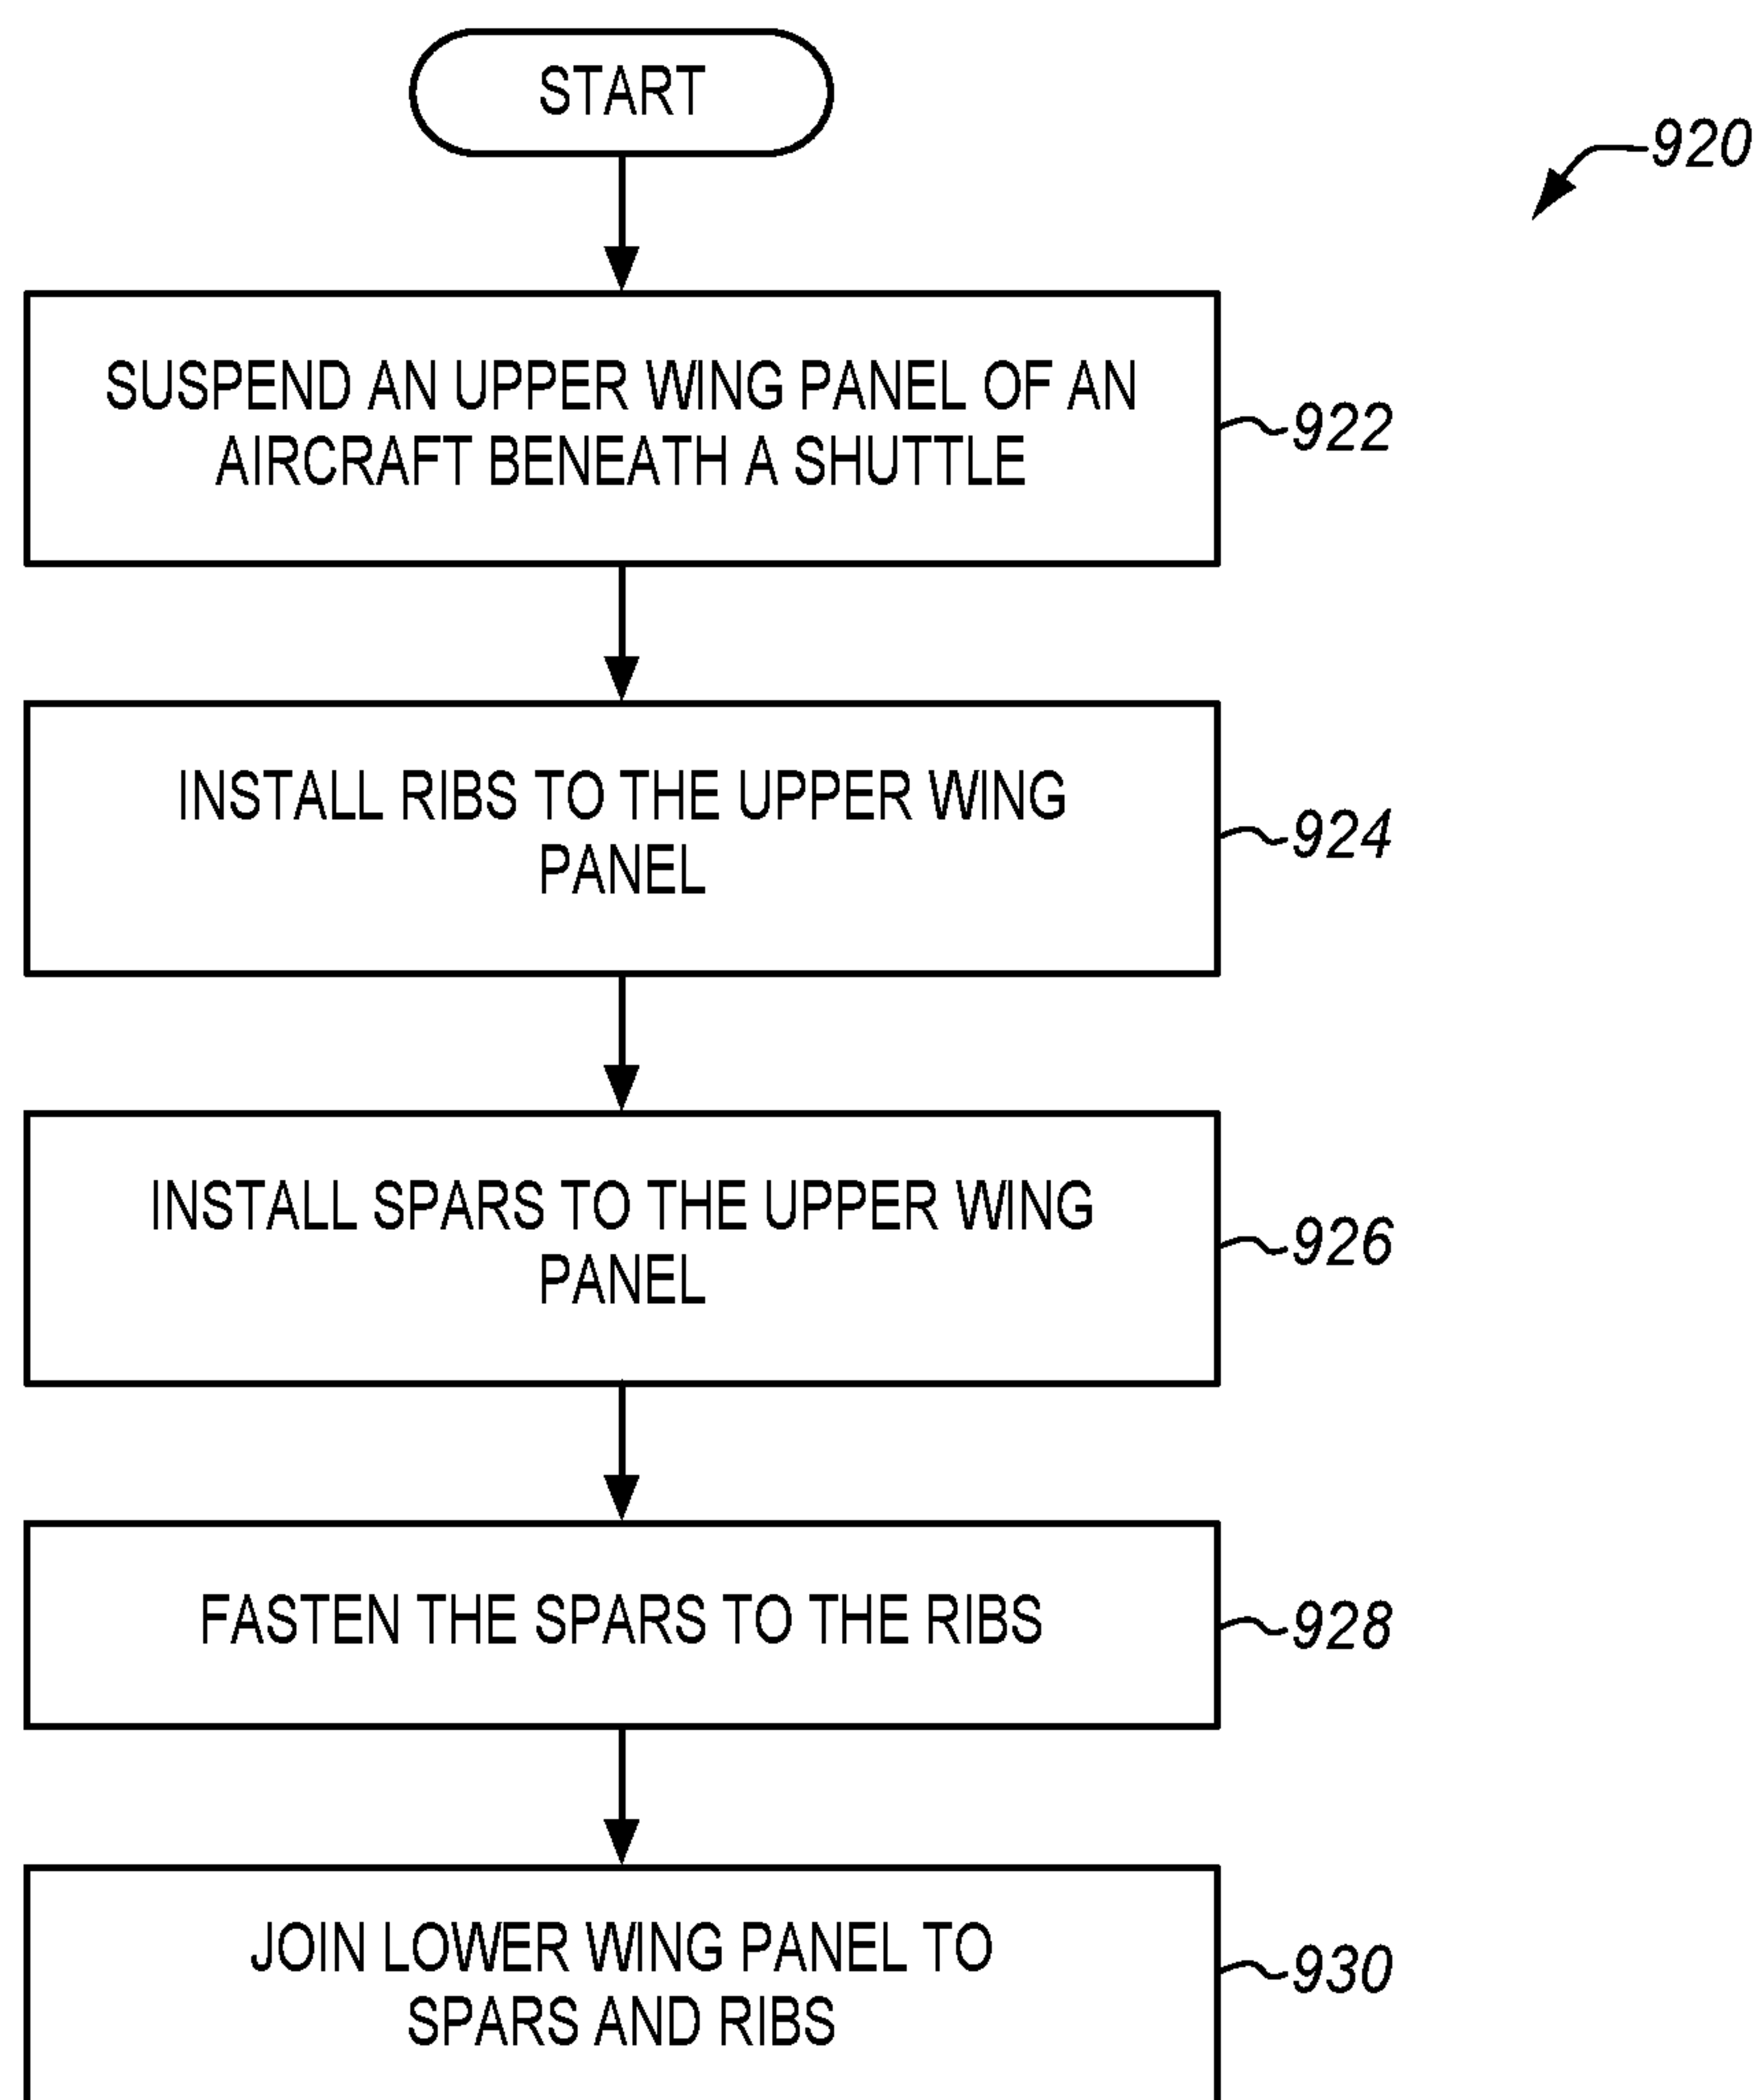 START
920
SUSPEND AN UPPER WING PANEL OF AN
AIRCRAFT BENEATH A SHUTTLE
922
INSTALL RIBS TO THE UPPER WING
PANEL
924
INSTALL SPARS TO THE UPPER WING
PANEL
926
FASTEN THE SPARS TO THE RIBS
928
JOIN LOWER WING PANEL TO
SPARS AND RIBS
930